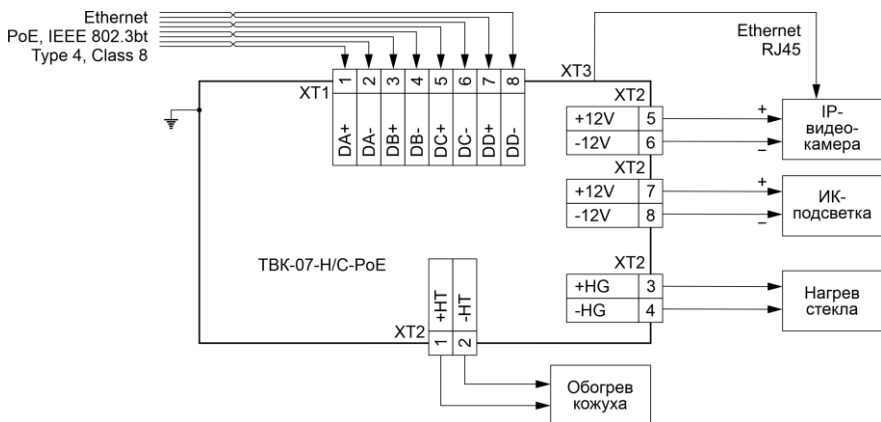 Ethernet
PoE, IEEE 802.3bt
Type 4, Class 8
XT1
1 2 3 4 5 6 7 8
DA+ DA- DB+ DB- DC+ DC- DD+ DD-
XT3
Ethernet
RJ45
XT2
+12V 5
-12V 6
+
–
IP-
видео-
камера
XT2
+12V 7
-12V 8
+
–
ИК-
подсветка
XT2
+HG 3
-HG 4
Нагрев
стекла
ТВК-07-Н/С-PoE
XT2
+HT -HT
1 2
Обогрев
кожуха